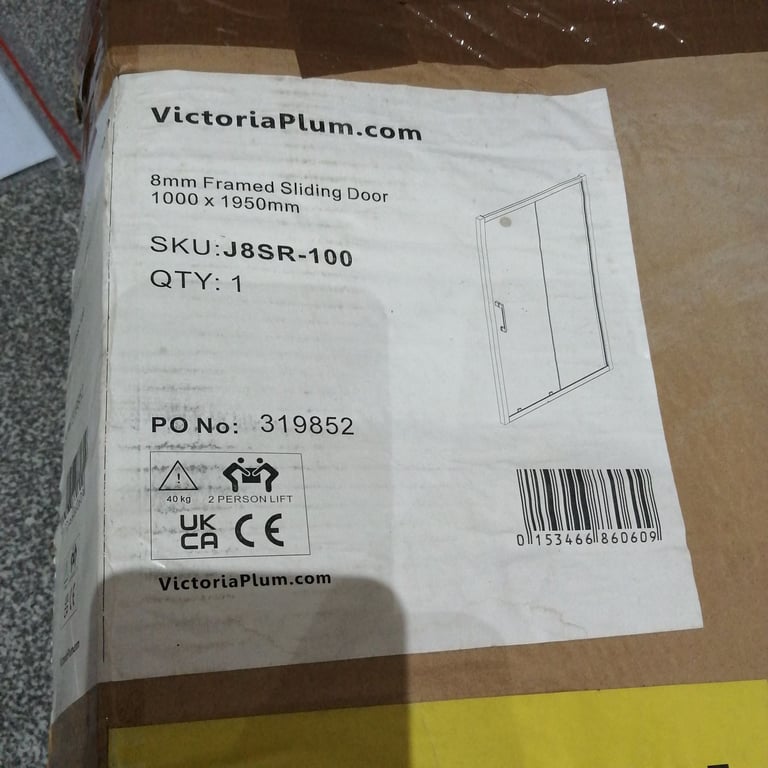 VictoriaPlum.com
8mm Framed Sliding Door
1000 x 1950mm
SKU:J8SR-100
QTY: 1
PO No: 319852
40 kg
2 PERSON LIFT
UK
CA
CE
VictoriaPlum.com
0 153466 860609